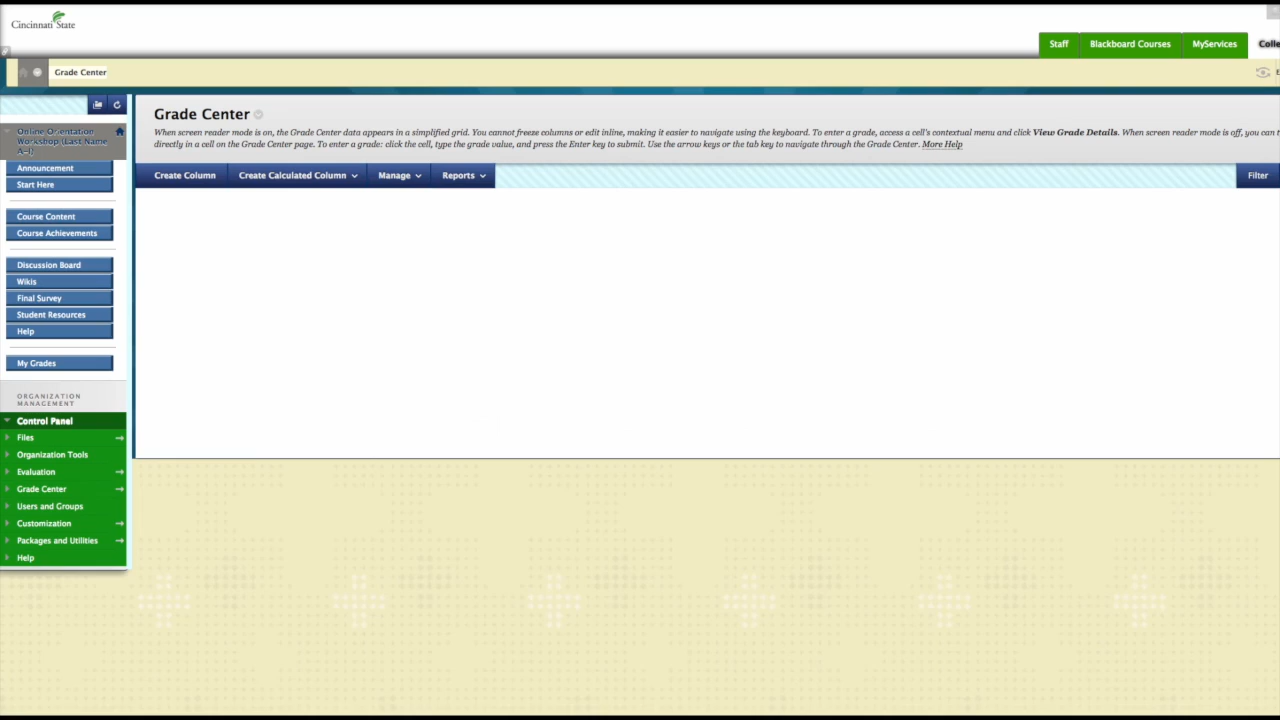 Cincinnati State
Staff
Blackboard Courses
MyServices
Grade Center
Grade Center
When screen reader mode is on, the Grade Center data appears in a simplified grid. You cannot freeze columns or edit inline, making it easier to navigate using the keyboard. To enter a grade, access a cell's contextual menu and click View Grade Details. When screen reader mode is off, you can t
directly in a cell on the Grade Center page. To enter a grade: click the cell, type the grade value, and press the Enter key to submit. Use the arrow keys or the tab key to navigate through the Grade Center. More Help
Create Column
Create Calculated Column
Manage
Reports
Filter
Online Orientation
Workshop (Last Name
A-I)
Announcement
Start Here
Course Content
Course Achievements
Discussion Board
Wikis
Final Survey
Student Resources
Help
My Grades
ORGANIZATION
MANAGEMENT
Control Panel
Files
Organization Tools
Evaluation
Grade Center
Users and Groups
Customization
Packages and Utilities
Help